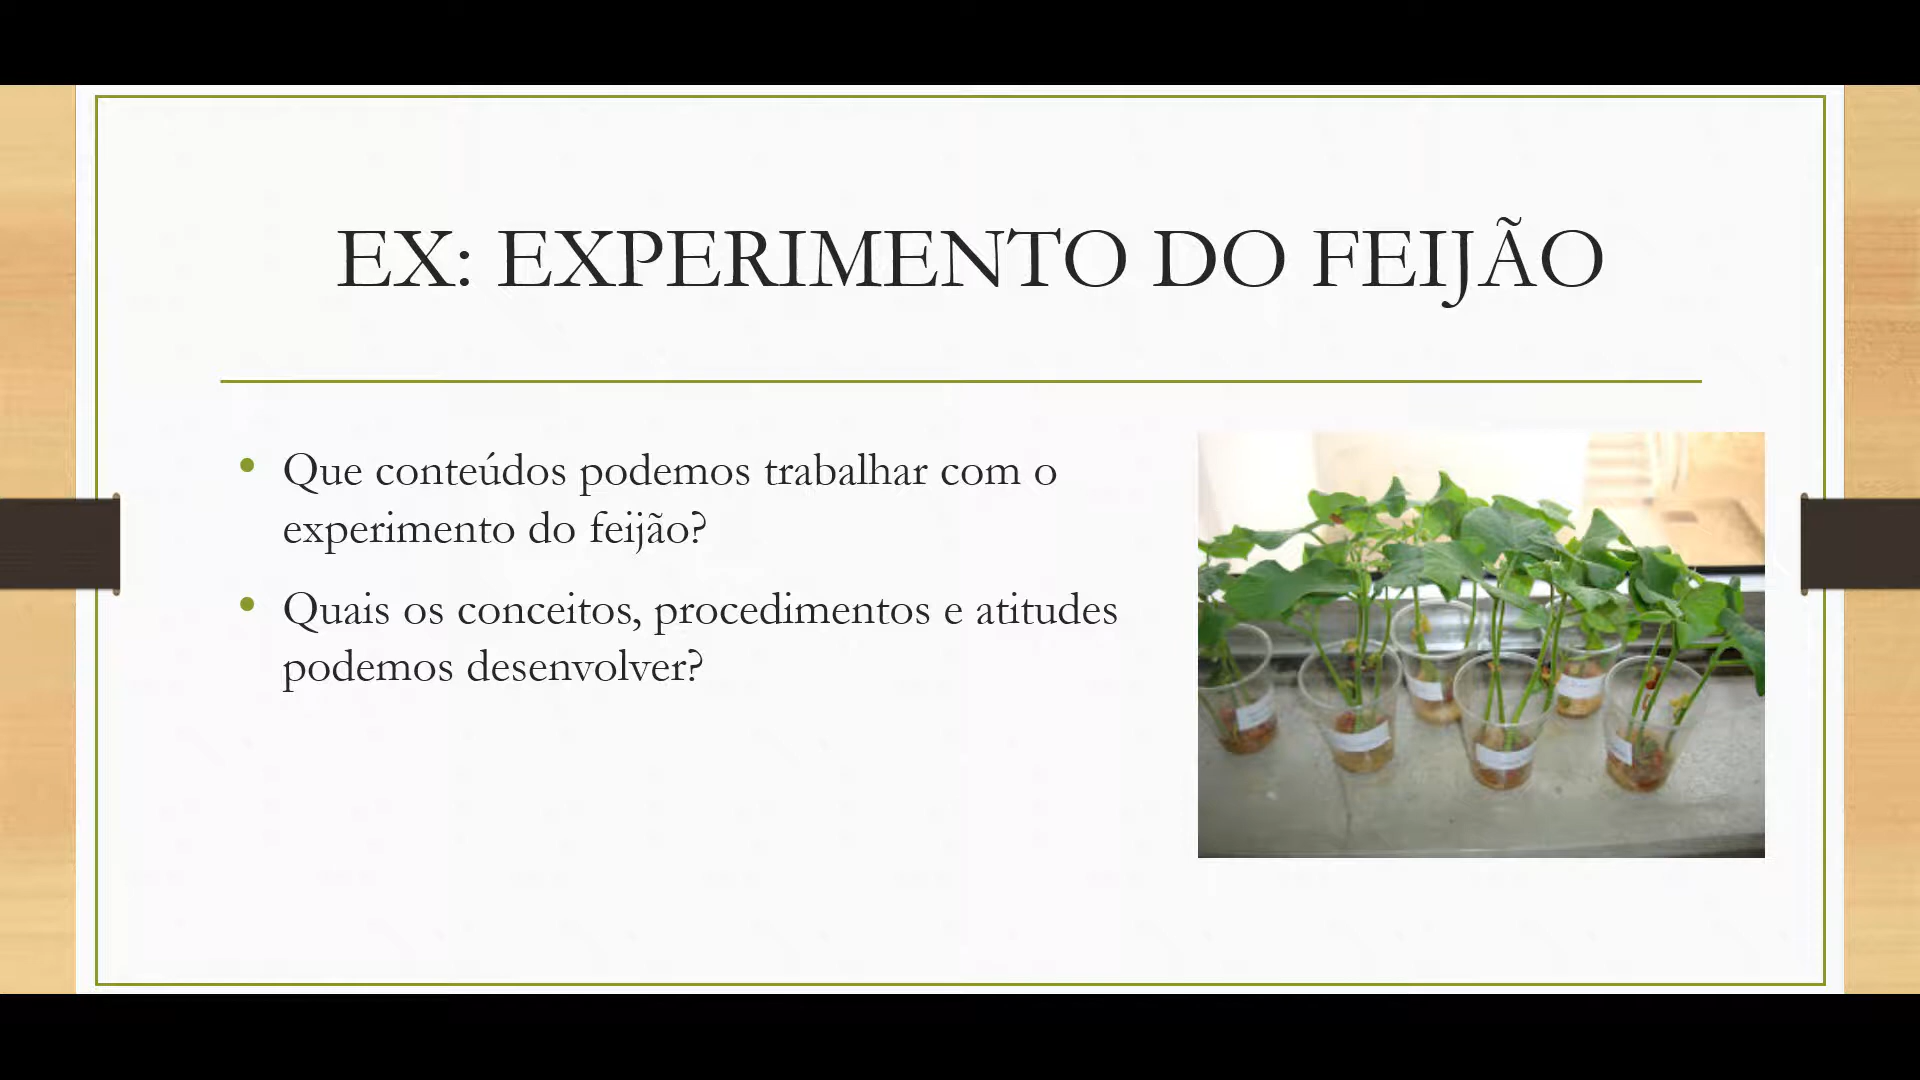 EX: EXPERIMENTO DO FEIJÃO
• Que conteúdos podemos trabalhar com o
experimento do feijão?
• Quais os conceitos, procedimentos e atitudes
podemos desenvolver?